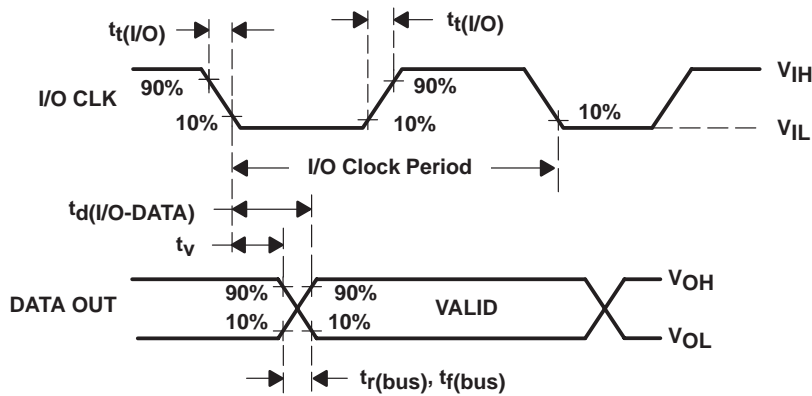 tt(I/O)
tt(I/O)
I/O CLK
90%
10%
90%
10%
10%
VIH
VIL
I/O Clock Period
td(I/O-DATA)
tv
DATA OUT
90%
90%
10%
10%
VALID
VOH
VOL
tr(bus), tf(bus)